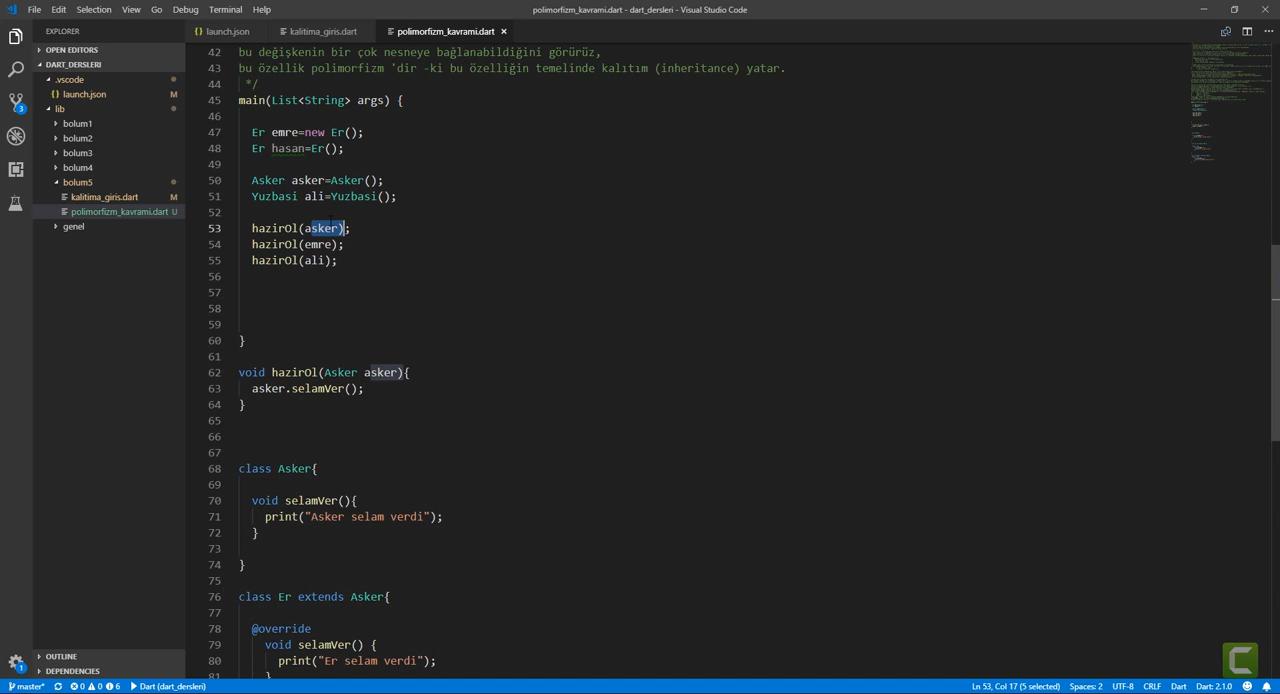 File Edit Selection View Go Debug Terminal Help
polimorfizm_kavrami.dart - dart_dersleri - Visual Studio Code
EXPLORER
OPEN EDITORS
DART_DERSLERI
.vscode
launch.json M
lib
bolum1
bolum2
bolum3
bolum4
bolum5
kalitima_giris.dart M
polimorfizm_kavrami.dart U
genel
OUTLINE
DEPENDENCIES
3
1
launch.json kalitima_giris.dart polimorfizm_kavrami.dart
42 bu değişkenin bir çok nesneye bağlanabildiğini görürüz,
43 bu özellik polimorfizm 'dir -ki bu özelliğin temelinde kalıtım (inheritance) yatar.
44 */
45 main(List<String> args) {
46
47 Er emre=new Er();
48 Er hasan=Er();
49
50 Asker asker=Asker();
51 Yuzbasi ali=Yuzbasi();
52
53 hazirOl(asker);
54 hazirOl(emre);
55 hazirOl(ali);
56
57
58
59
60 }
61
62 void hazirOl(Asker asker){
63 asker.selamVer();
64 }
65
66
67
68 class Asker{
69
70 void selamVer(){
71 print("Asker selam verdi");
72 }
73
74 }
75
76 class Er extends Asker{
77
78 @override
79 void selamVer() {
80 print("Er selam verdi");
81 }
master* 0 0 6 Dart (dart_dersleri)
Ln 53, Col 17 (5 selected) Spaces: 2 UTF-8 CRLF Dart Dart: 2.1.0